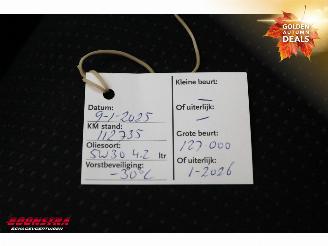 GOLDEN
AUTUMN
DEALS
Datum:
9-1-2025
KM stand:
112735
Oliesoort:
5W30 4.2 ltr
Vorstbeveiliging:
-30°C
Kleine beurt:
—
Of uiterlijk:
—
Grote beurt:
127.000
Of uiterlijk:
1-2026
BOONSTRA
SCHADEVOERTUIGEN